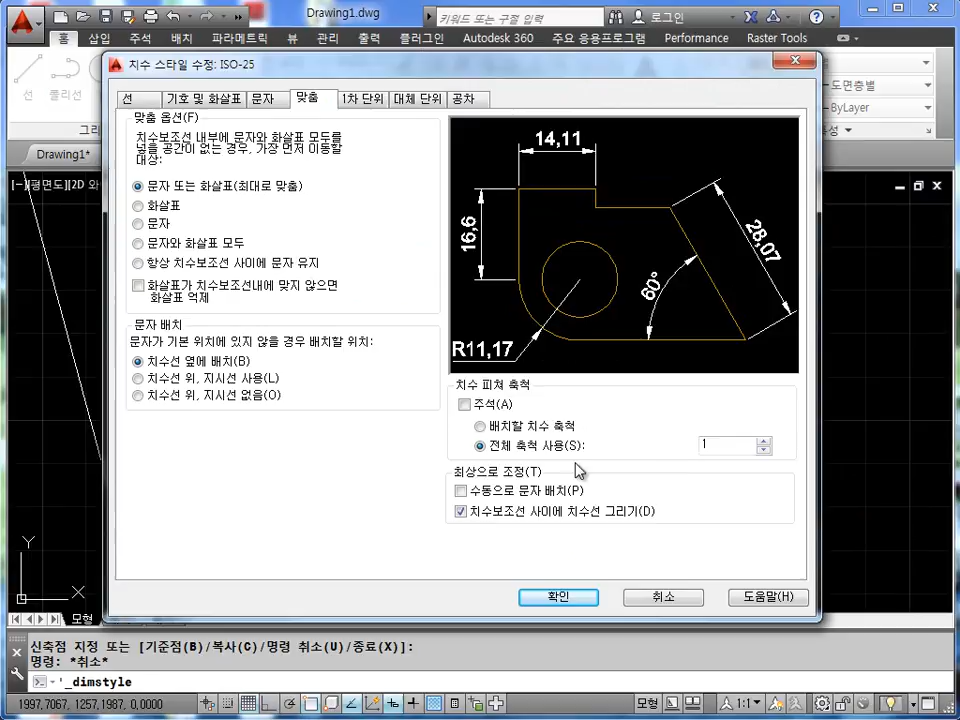 Drawing1.dwg
키워드 또는 구절 입력
로그인
홈 삽입 주석 배치 파라메트릭 뷰 관리 출력 플러그인 Autodesk 360 주요 응용프로그램 Performance Raster Tools
선
폴리선
도면층별
ByLayer
Drawing1*
치수 스타일 수정: ISO-25
선 기호 및 화살표 문자 맞춤 1차 단위 대체 단위 공차
맞춤 옵션(F)
치수보조선 내부에 문자와 화살표 모두를
넣을 공간이 없는 경우, 가장 먼저 이동할
대상:
문자 또는 화살표(최대로 맞춤)
화살표
문자
문자와 화살표 모두
항상 치수보조선 사이에 문자 유지
화살표가 치수보조선내에 맞지 않으면
화살표 억제
문자 배치
문자가 기본 위치에 있지 않을 경우 배치할 위치:
치수선 옆에 배치(B)
치수선 위, 지시선 사용(L)
치수선 위, 지시선 없음(O)
14,11
16,6
28,07
60°
R11,17
치수 피쳐 축척
주석(A)
배치할 치수 축척
전체 축척 사용(S): 1
최상으로 조정(T)
수동으로 문자 배치(P)
치수보조선 사이에 치수선 그리기(D)
확인 취소 도움말(H)
[-][평면도][2D 와
Y
X
모형
신축점 지정 또는 [기준점(B)/복사(C)/명령 취소(U)/종료(X)]:
명령: *취소*
'_dimstyle
1997,7067, 1257,1987, 0,0000
모형
1:1